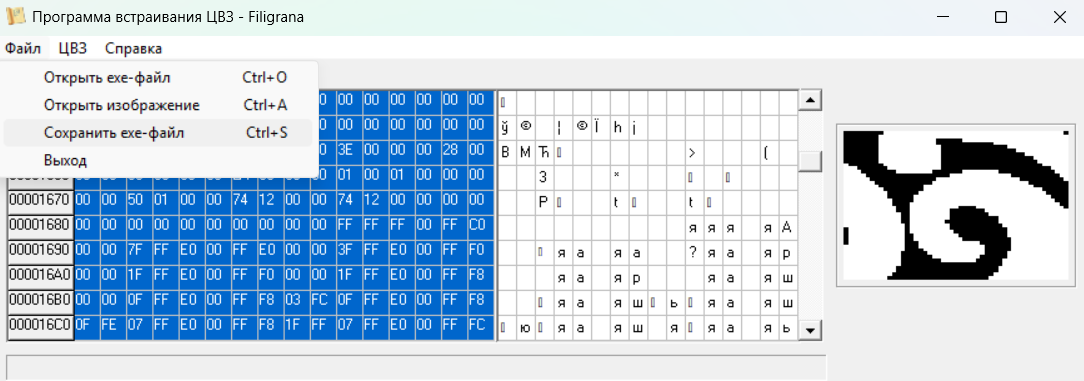 Программа встраивания ЦВЗ - Filigrana
Файл ЦВЗ Справка
Открыть exe-файл Ctrl+O
Открыть изображение Ctrl+A
Сохранить exe-файл Ctrl+S
Выход
0 00 00 00 00 00 00
0 00 00 00 00 00 00 ў © ¦ © Ї h j
0 3E 00 00 00 28 00 B M Ћ > (
01 00 01 00 00 00 3 *
00001670 00 00 50 01 00 00 74 12 00 00 74 12 00 00 00 00 P t t
00001680 00 00 00 00 00 00 00 00 00 00 FF FF FF 00 FF C0 я я я я А
00001690 00 00 7F FF E0 00 FF E0 00 00 3F FF E0 00 FF F0 я а я а ? я а я р
000016A0 00 00 1F FF E0 00 FF F0 00 00 1F FF E0 00 FF F8 я а я р я а я ш
000016B0 00 00 0F FF E0 00 FF F8 03 FC 0F FF E0 00 FF F8 я а я ш ь я а я ш
000016C0 0F FE 07 FF E0 00 FF F8 1F FF 07 FF E0 00 FF FC ю я а я ш я я а я ь